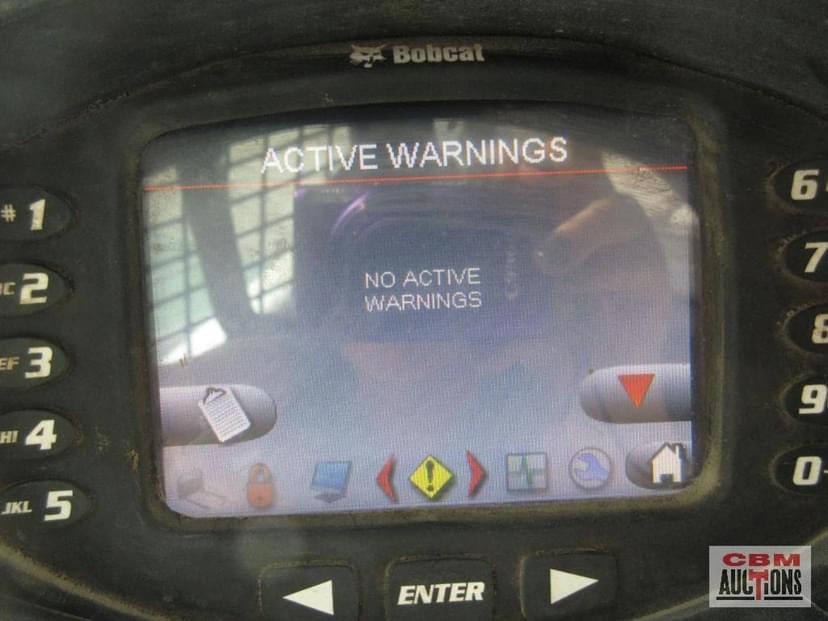 Bobcat
ACTIVE WARNINGS
NO ACTIVE
WARNINGS
# 1
2
3
4
JKL 5
6
7
8
9
0
ENTER
CBM
AUCTIONS